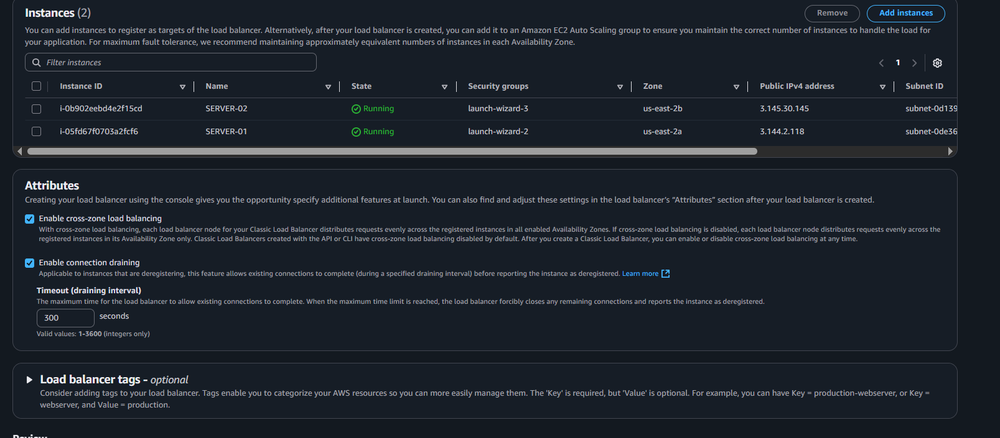 Instances (2)
Remove
Add instances
You can add instances to register as targets of the load balancer. Alternatively, after your load balancer is created, you can add it to an Amazon EC2 Auto Scaling group to ensure you maintain the correct number of instances to handle the load for
your application. For maximum fault tolerance, we recommend maintaining approximately equivalent numbers of instances in each Availability Zone.
Filter instances
1
Instance ID Name State Security groups Zone Public IPv4 address Subnet ID
i-0b902eebd4e2f15cd SERVER-02 Running launch-wizard-3 us-east-2b 3.145.30.145 subnet-0d139
i-05fd67f0703a2fcf6 SERVER-01 Running launch-wizard-2 us-east-2a 3.144.2.118 subnet-0de36
Attributes
Creating your load balancer using the console gives you the opportunity specify additional features at launch. You can also find and adjust these settings in the load balancer's “Attributes” section after your load balancer is created.
Enable cross-zone load balancing
With cross-zone load balancing, each load balancer node for your Classic Load Balancer distributes requests evenly across the registered instances in all enabled Availability Zones. If cross-zone load balancing is disabled, each load balancer node distributes requests evenly across the
registered instances in its Availability Zone only. Classic Load Balancers created with the API or CLI have cross-zone load balancing disabled by default. After you create a Classic Load Balancer, you can enable or disable cross-zone load balancing at any time.
Enable connection draining
Applicable to instances that are deregistering, this feature allows existing connections to complete (during a specified draining interval) before reporting the instance as deregistered. Learn more
Timeout (draining interval)
The maximum time for the load balancer to allow existing connections to complete. When the maximum time limit is reached, the load balancer forcibly closes any remaining connections and reports the instance as deregistered.
300 seconds
Valid values: 1-3600 (integers only)
Load balancer tags - optional
Consider adding tags to your load balancer. Tags enable you to categorize your AWS resources so you can more easily manage them. The 'Key' is required, but 'Value' is optional. For example, you can have Key = production-webserver, or Key =
webserver, and Value = production.
Review